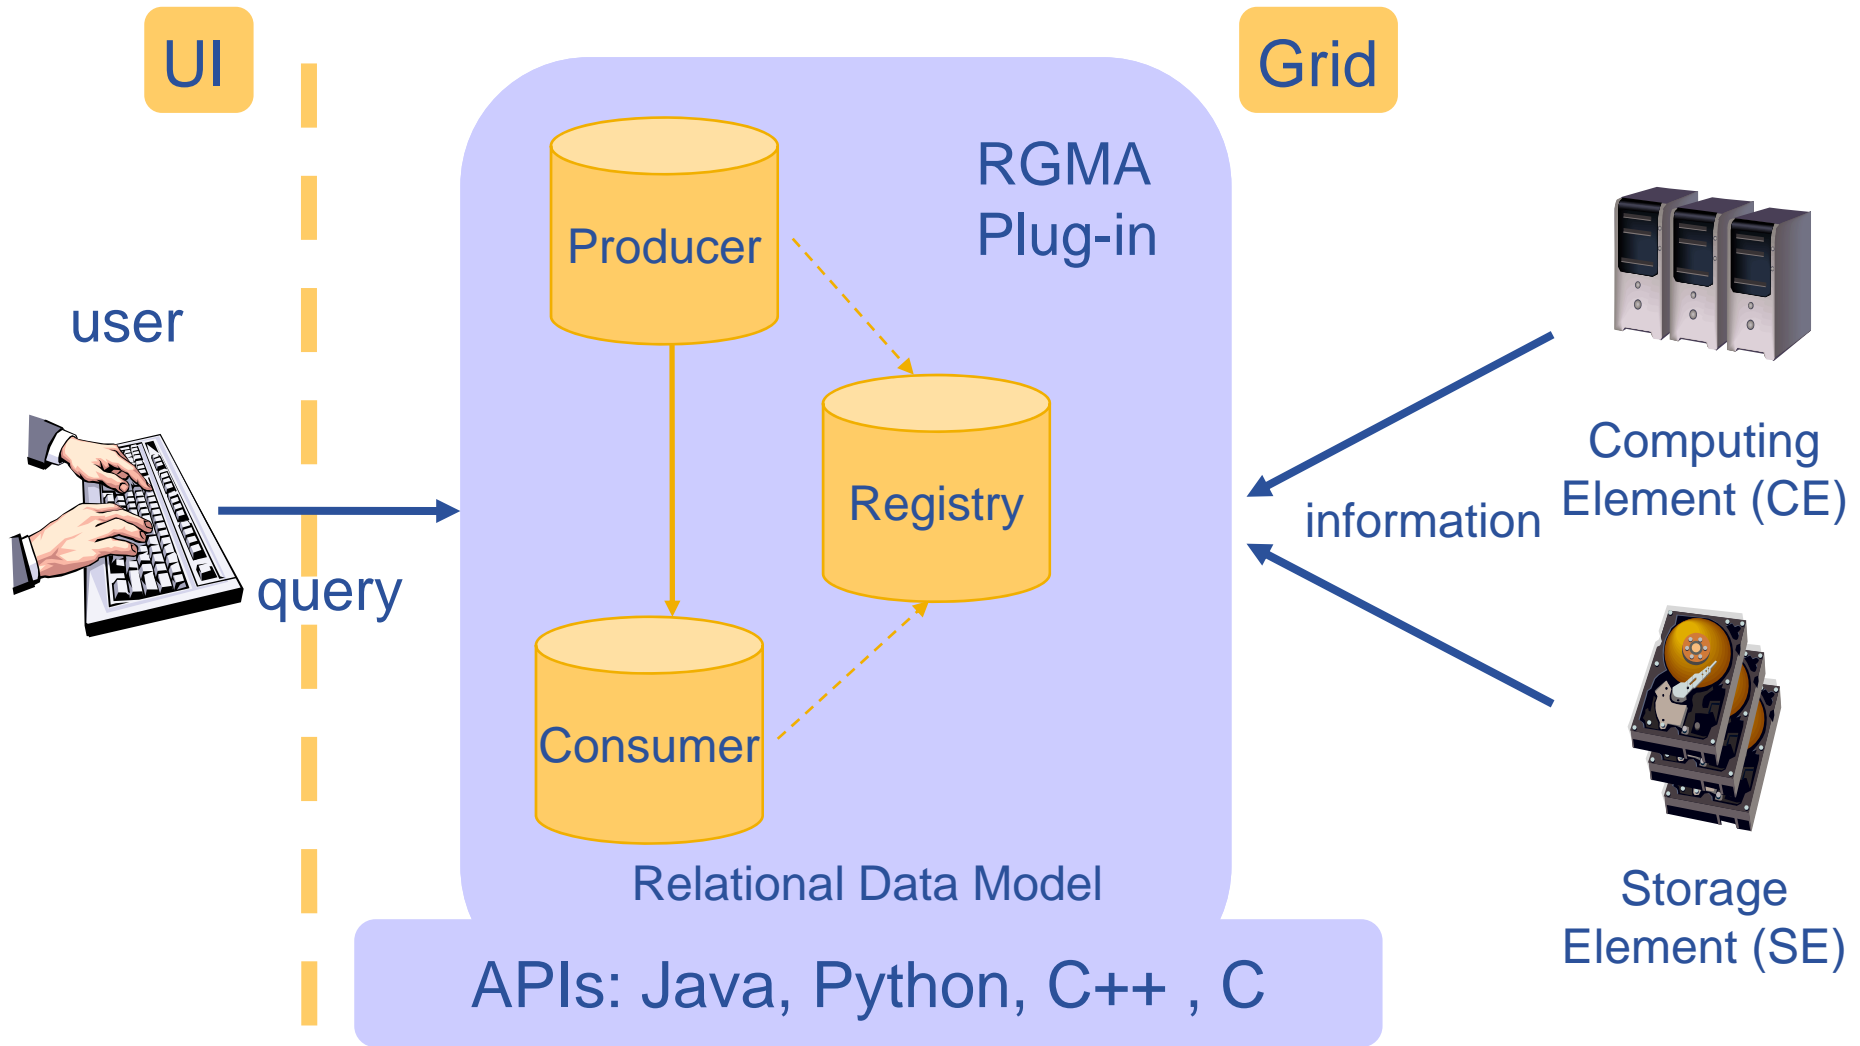 UI
Grid
RGMA
Plug-in
Producer
user
Registry
Computing
Element (CE)
information
query
Consumer
Relational Data Model
Storage
Element (SE)
APIs: Java, Python, C++ , C